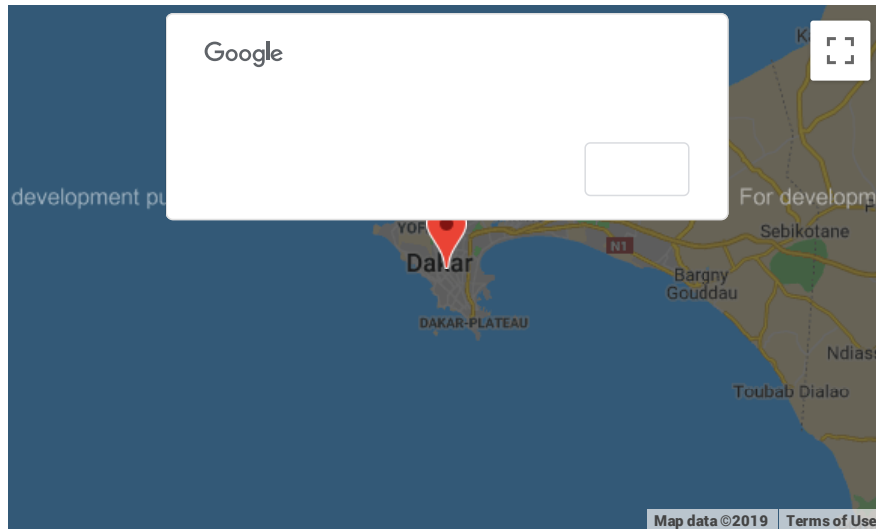 Google
development pu
For developm
YOF
N1
Sebikotane
Dakar
Bargny
Gouddau
DAKAR-PLATEAU
Ndias
Toubab Dialao
Map data ©2019
Terms of Use